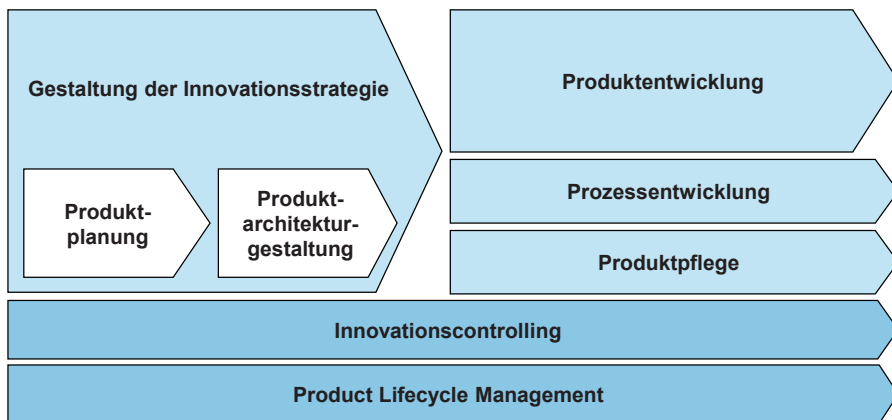 Gestaltung der Innovationsstrategie
Produkt-
planung
Produkt-
architektur-
gestaltung
Produktentwicklung
Prozessentwicklung
Produktpflege
Innovationscontrolling
Product Lifecycle Management